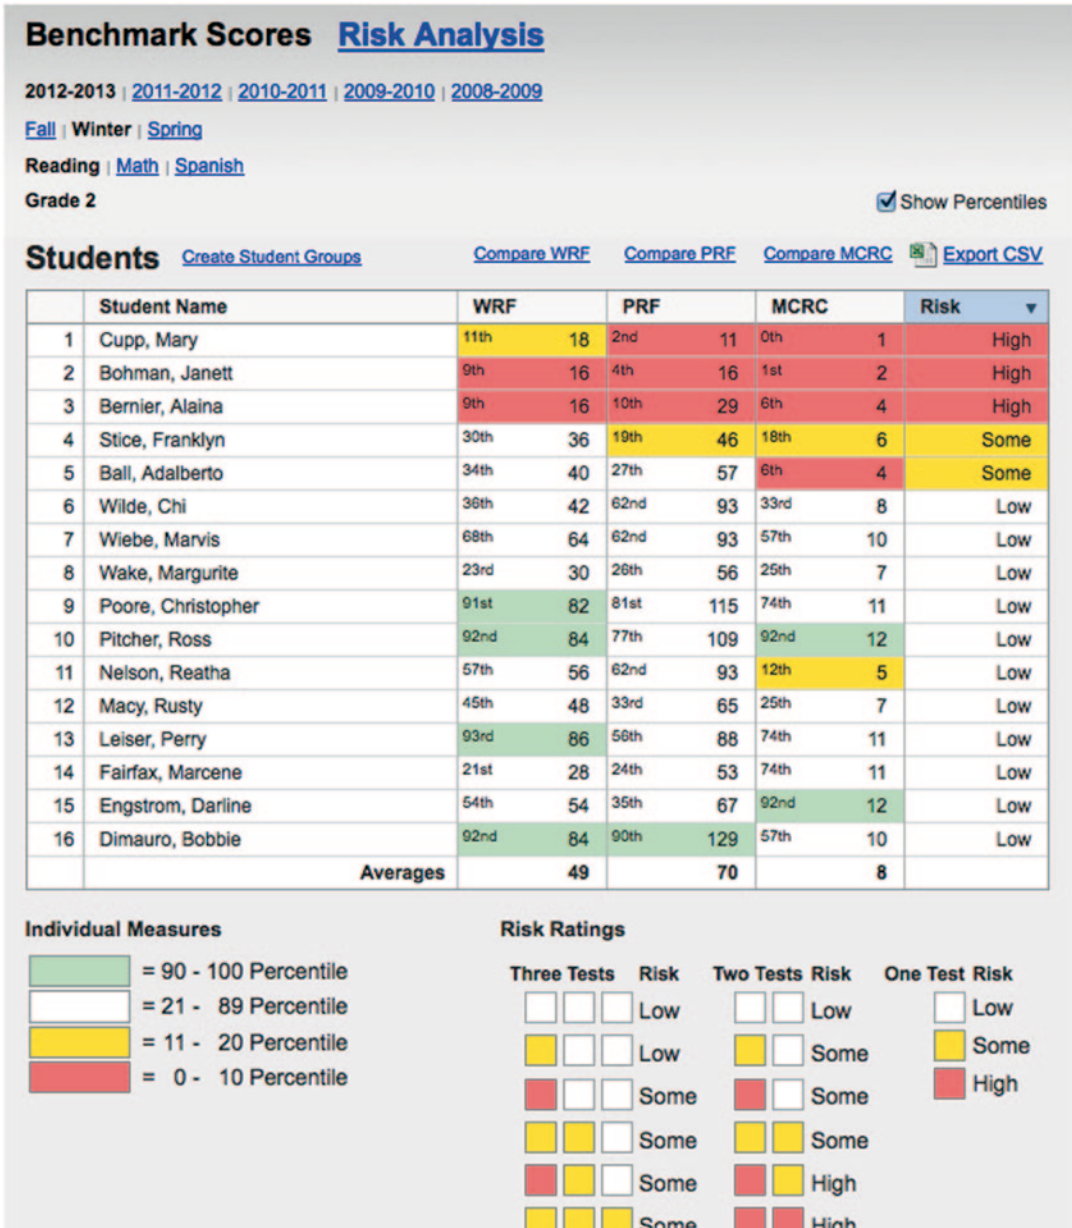 Benchmark Scores Risk Analysis
2012-2013 | 2011-2012 | 2010-2011 | 2009-2010 | 2008-2009
Fall | Winter | Spring
Reading | Math | Spanish
Grade 2 Show Percentiles
Students Create Student Groups Compare WRF Compare PRF Compare MCRC Export CSV
Student Name WRF PRF MCRC Risk
1 Cupp, Mary 11th 18 2nd 11 0th 1 High
2 Bohman, Janett 9th 16 4th 16 1st 2 High
3 Bernier, Alaina 9th 16 10th 29 6th 4 High
4 Stice, Franklyn 30th 36 19th 46 18th 6 Some
5 Ball, Adalberto 34th 40 27th 57 6th 4 Some
6 Wilde, Chi 36th 42 62nd 93 33rd 8 Low
7 Wiebe, Marvis 68th 64 62nd 93 57th 10 Low
8 Wake, Margurite 23rd 30 26th 56 25th 7 Low
9 Poore, Christopher 91st 82 81st 115 74th 11 Low
10 Pitcher, Ross 92nd 84 77th 109 92nd 12 Low
11 Nelson, Reatha 57th 56 62nd 93 12th 5 Low
12 Macy, Rusty 45th 48 33rd 65 25th 7 Low
13 Leiser, Perry 93rd 86 56th 88 74th 11 Low
14 Fairfax, Marcene 21st 28 24th 53 74th 11 Low
15 Engstrom, Darline 54th 54 35th 67 92nd 12 Low
16 Dimauro, Bobbie 92nd 84 90th 129 57th 10 Low
Averages 49 70 8
Individual Measures Risk Ratings
= 90 - 100 Percentile
= 21 - 89 Percentile
= 11 - 20 Percentile
= 0 - 10 Percentile
Three Tests Risk Two Tests Risk One Test Risk
Low Low Low
Low Some Some
Some Some High
Some Some
Some High
Some High